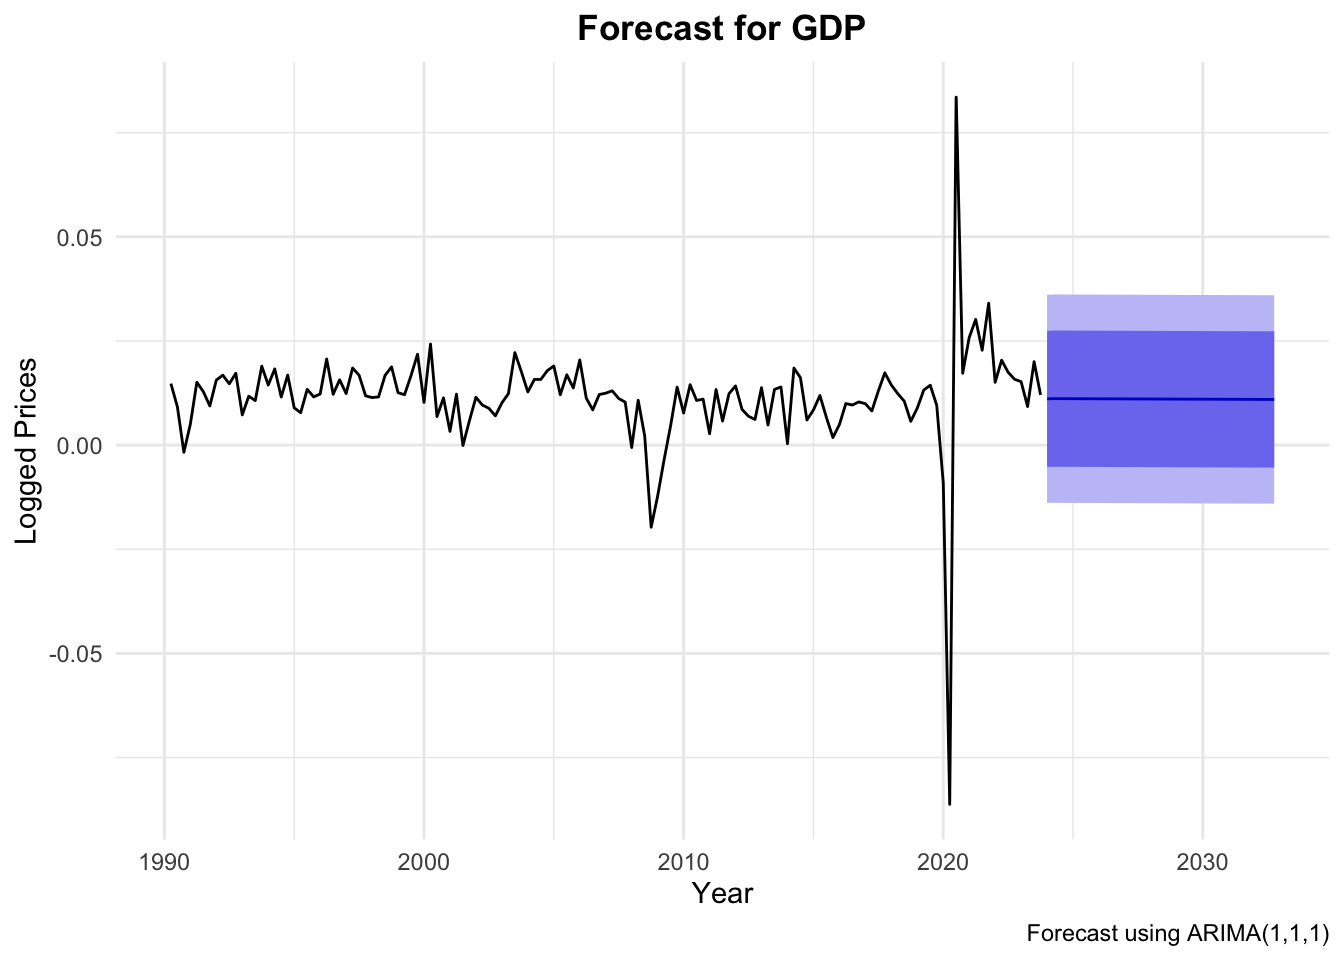 Forecast for GDP
Logged Prices
0.05
0.00
-0.05
1990 2000 2010 2020 2030
Year
Forecast using ARIMA(1,1,1)